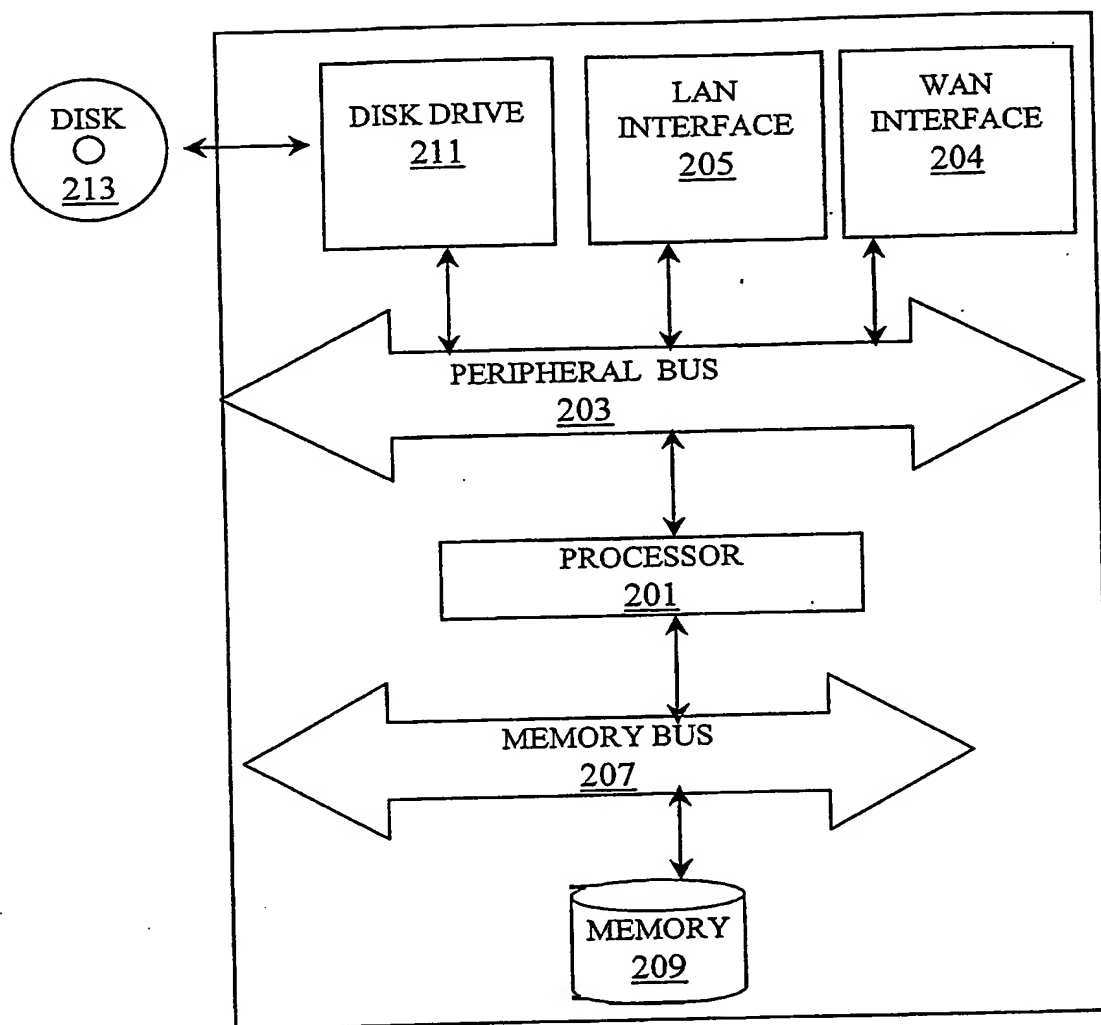 DISK
213
DISK DRIVE
211
LAN
INTERFACE
205
WAN
INTERFACE
204
PERIPHERAL BUS
203
PROCESSOR
201
MEMORY BUS
207
MEMORY
209